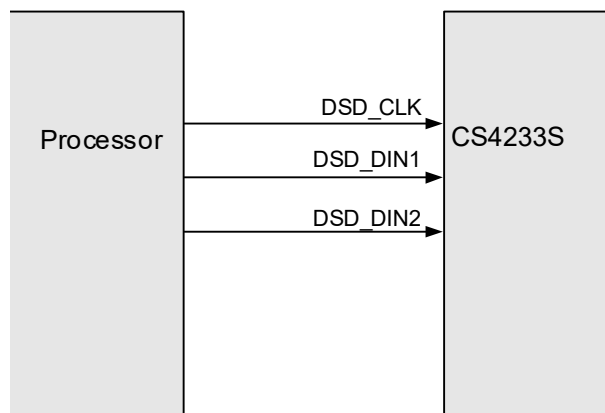 DSD_CLK
Processor
CS4233S
DSD_DIN1
DSD_DIN2